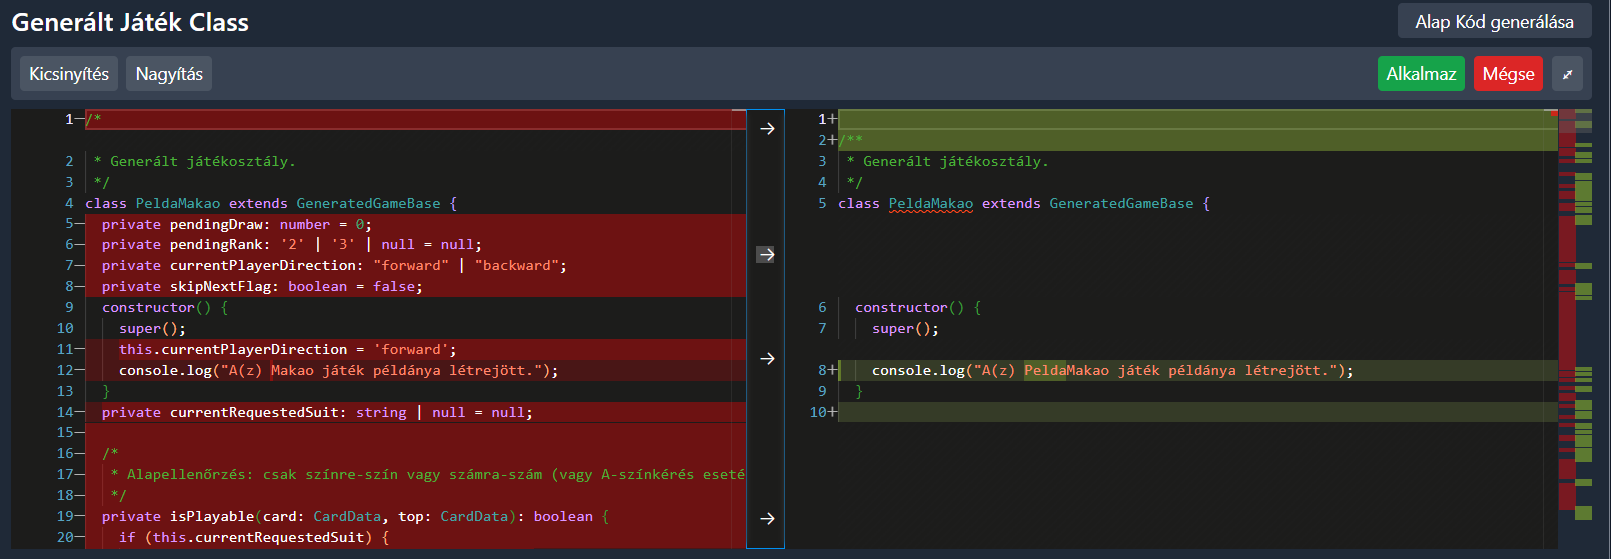 Generált Játék Class
Alap Kód generálása
Kicsinyítés
Nagyítás
Alkalmaz
Mégse
1 /*
2  * Generált játékosztály.
3  */
4 class PeldaMakao extends GeneratedGameBase {
5   private pendingDraw: number = 0;
6   private pendingRank: '2' | '3' | null = null;
7   private currentPlayerDirection: "forward" | "backward";
8   private skipNextFlag: boolean = false;
9   constructor() {
10     super();
11     this.currentPlayerDirection = 'forward';
12     console.log("A(z) Makao játék példánya létrejött.");
13   }
14   private currentRequestedSuit: string | null = null;
15
16   /*
17    * Alapellenőrzés: csak színre-szín vagy számra-szám (vagy A-színkérés eseté
18    */
19   private isPlayable(card: CardData, top: CardData): boolean {
20     if (this.currentRequestedSuit) {
1+
2+ /**
3  * Generált játékosztály.
4  */
5 class PeldaMakao extends GeneratedGameBase {
6   constructor() {
7     super();
8+     console.log("A(z) PeldaMakao játék példánya létrejött.");
9   }
10+